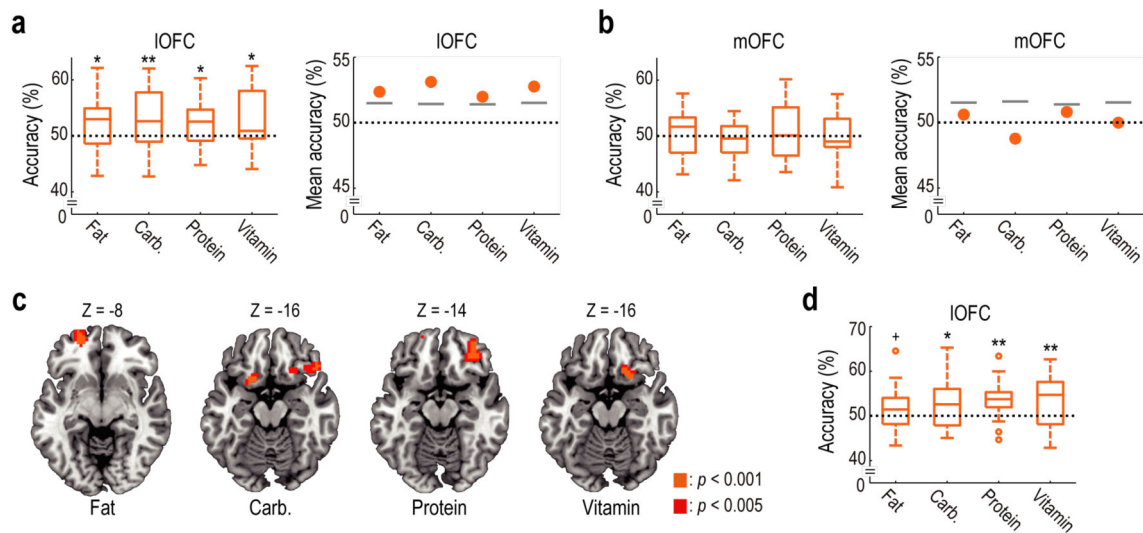 a
lOFC
Accuracy (%)
60
50
40
0
* ** * *
Fat Carb. Protein Vitamin
lOFC
Mean accuracy (%)
55
50
45
0
Fat Carb. Protein Vitamin
b
mOFC
Accuracy (%)
60
50
40
0
Fat Carb. Protein Vitamin
mOFC
Mean accuracy (%)
55
50
45
0
Fat Carb. Protein Vitamin
c
Z = -8 Z = -16 Z = -14 Z = -16
Fat Carb. Protein Vitamin
: p < 0.001
: p < 0.005
d
lOFC
Accuracy (%)
70
60
50
40
0
+ * ** **
Fat Carb. Protein Vitamin